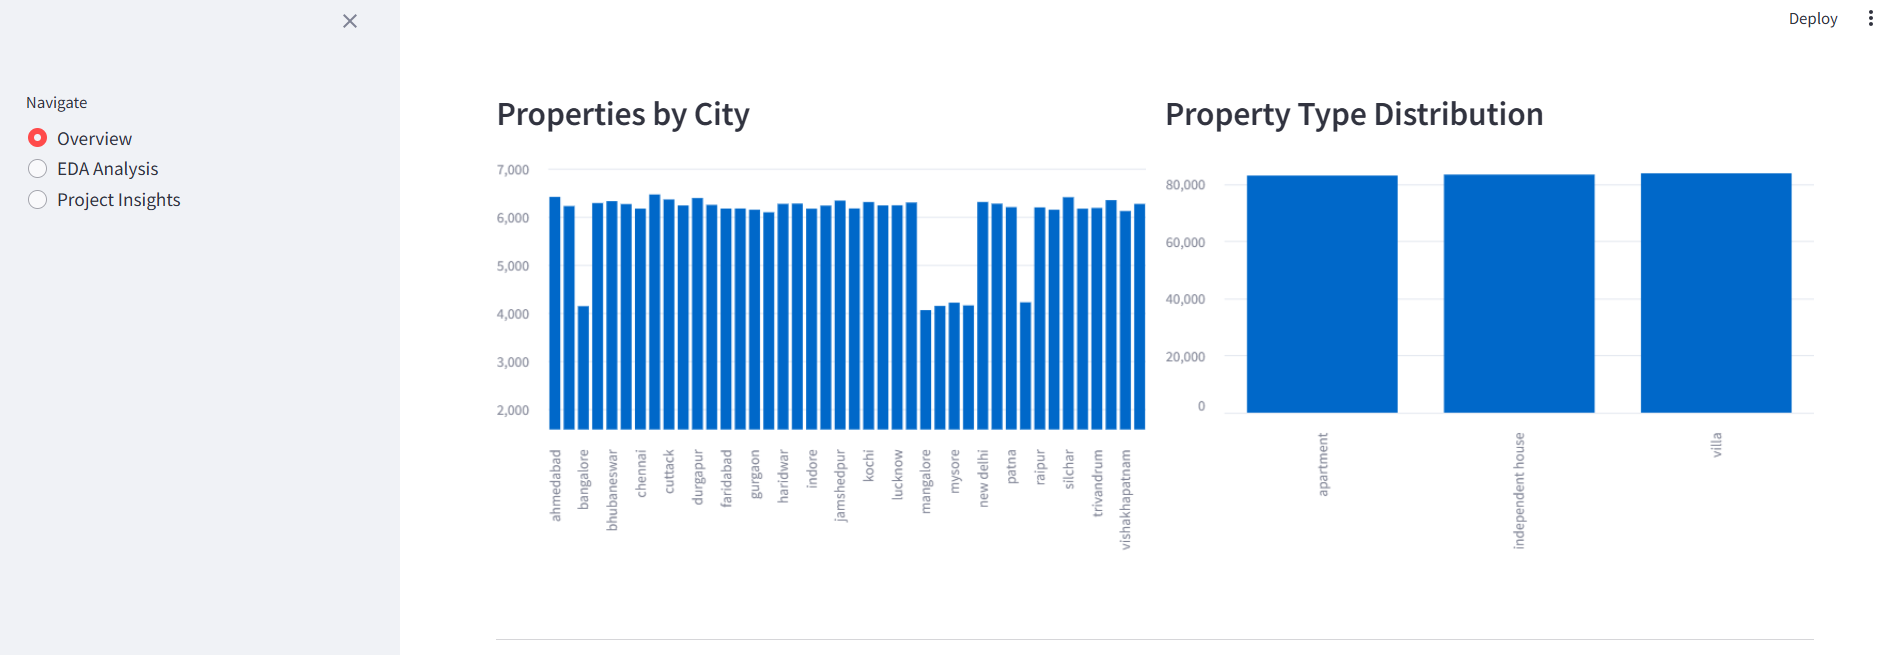 Deploy
Navigate
Overview
EDA Analysis
Project Insights
Properties by City
7,000
6,000
5,000
4,000
3,000
2,000
ahmedabad
bangalore
bhubaneswar
chennai
cuttack
durgapur
faridabad
gurgaon
haridwar
indore
jamshedpur
kochi
lucknow
mangalore
mysore
new delhi
patna
raipur
silchar
trivandrum
vishakhapatnam
Property Type Distribution
80,000
60,000
40,000
20,000
0
apartment
independent house
villa